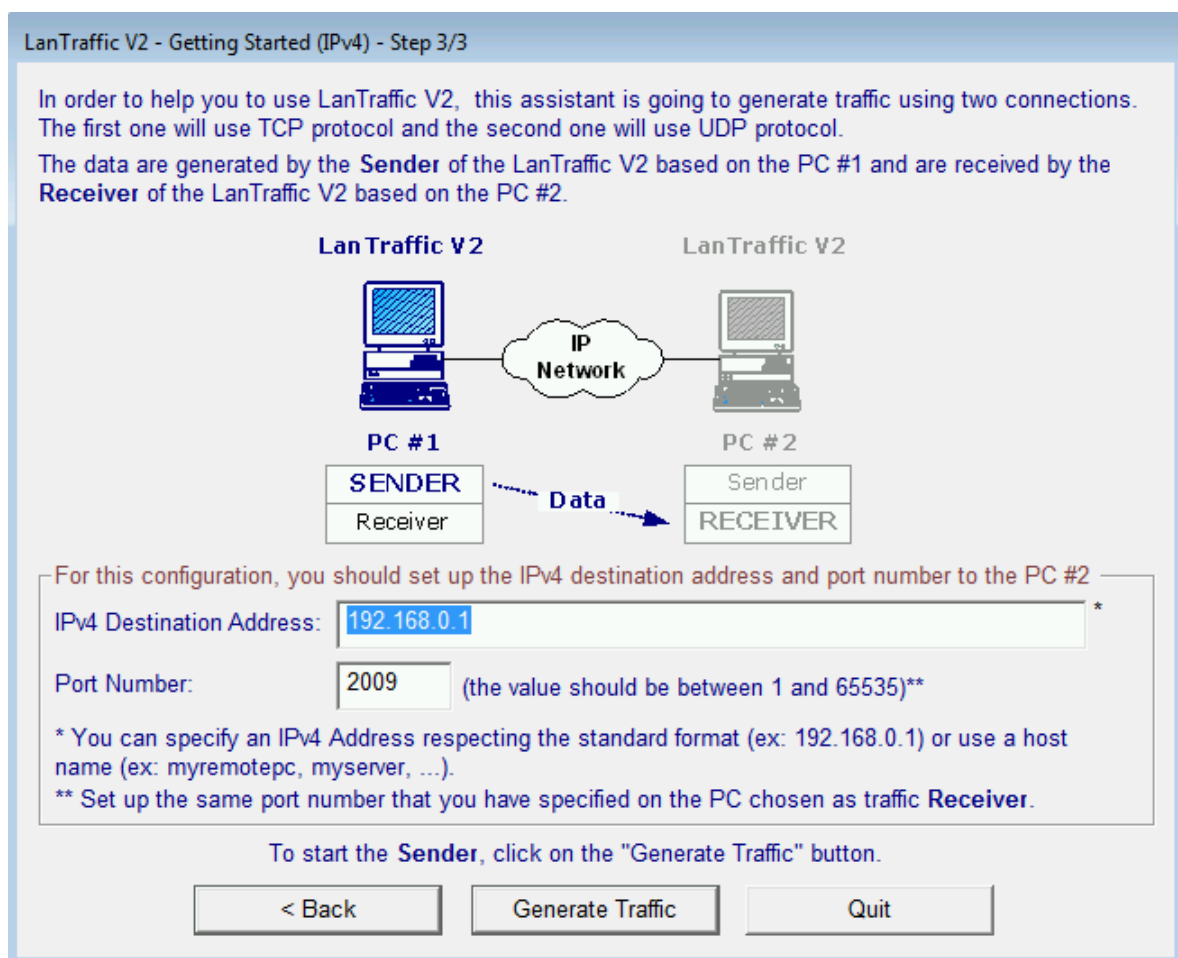 LanTraffic V2 - Getting Started (IPv4) - Step 3/3
In order to help you to use LanTraffic V2, this assistant is going to generate traffic using two connections.
The first one will use TCP protocol and the second one will use UDP protocol.
The data are generated by the Sender of the LanTraffic V2 based on the PC #1 and are received by the
Receiver of the LanTraffic V2 based on the PC #2.
LanTraffic V2
LanTraffic V2
IP
Network
PC #1
PC #2
SENDER
Receiver
Data
Sender
RECEIVER
For this configuration, you should set up the IPv4 destination address and port number to the PC #2
IPv4 Destination Address: 192.168.0.1 *
Port Number: 2009 (the value should be between 1 and 65535)**
* You can specify an IPv4 Address respecting the standard format (ex: 192.168.0.1) or use a host
name (ex: myremotepc, myserver, ...).
** Set up the same port number that you have specified on the PC chosen as traffic Receiver.
To start the Sender, click on the "Generate Traffic" button.
< Back
Generate Traffic
Quit